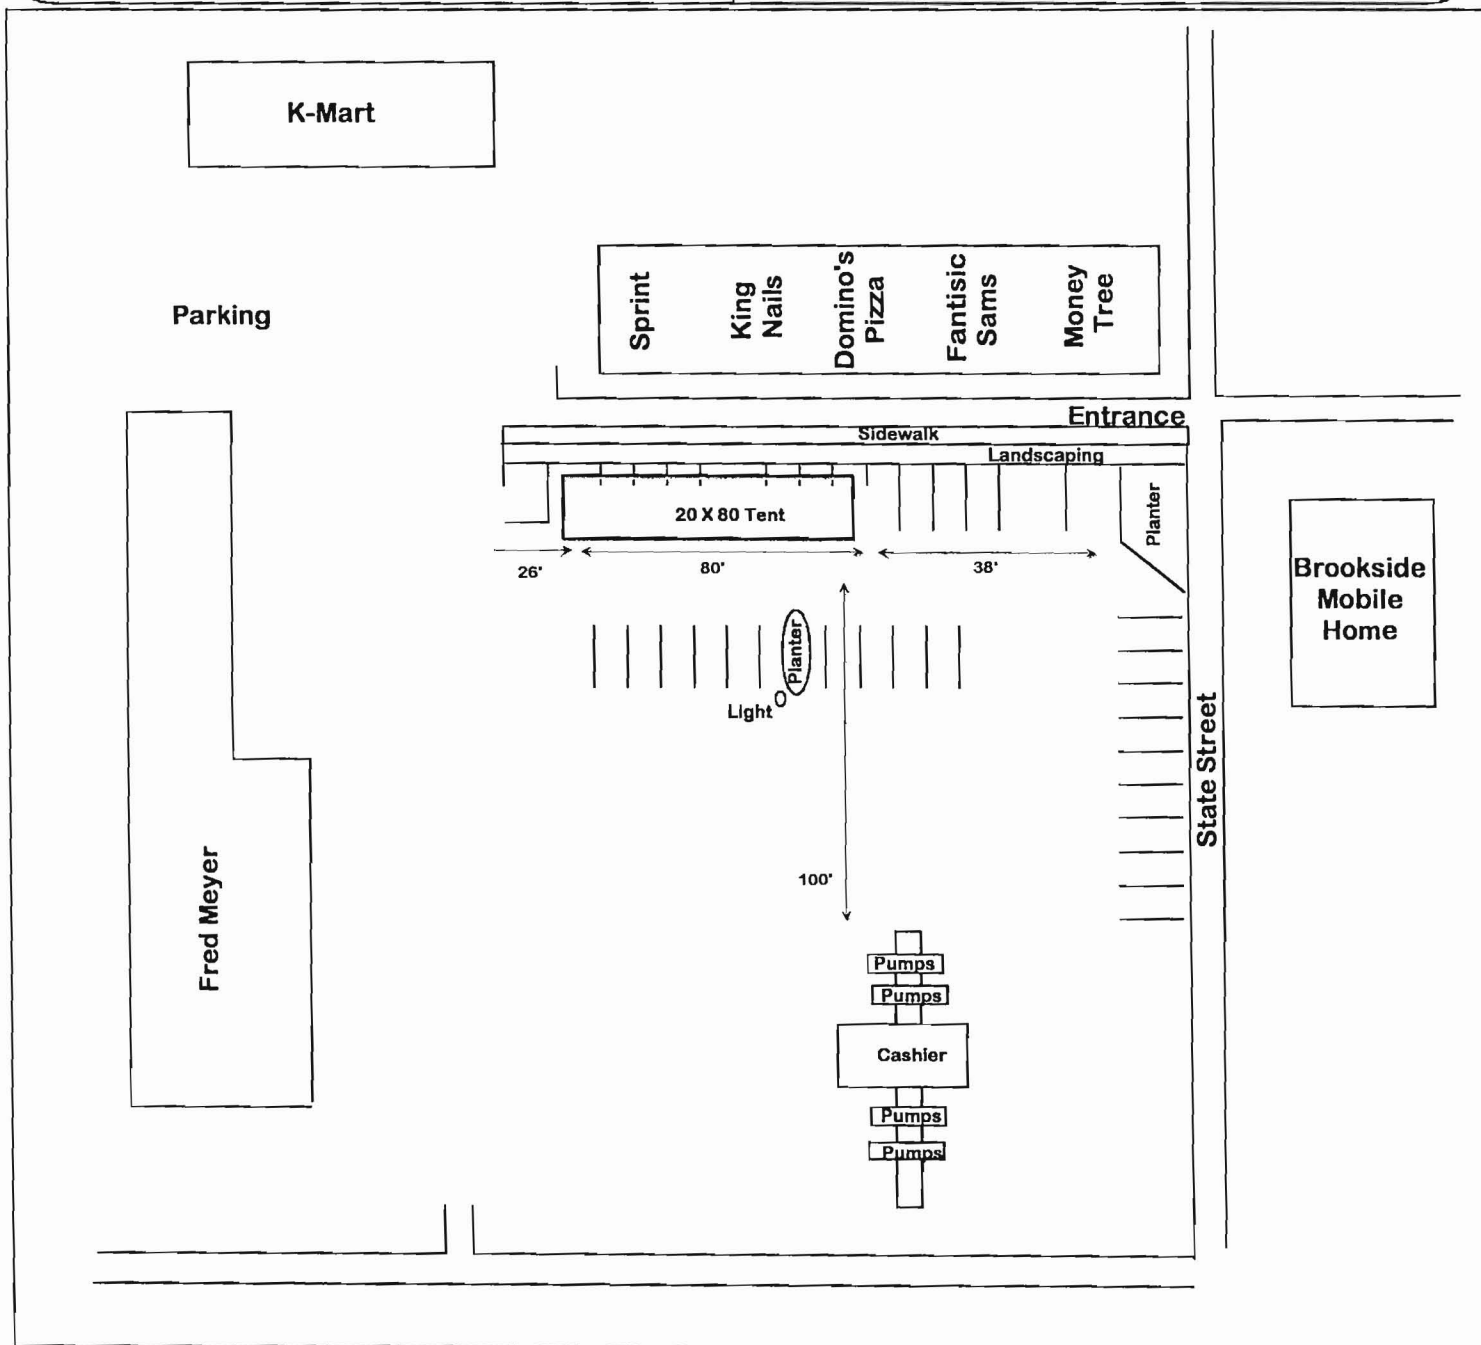 K-Mart
Parking
Sprint
King
Nails
Domino's
Pizza
Fantisic
Sams
Money
Tree
Entrance
Sidewalk
Landscaping
20 X 80 Tent
Planter
26'
80'
38'
Brookside
Mobile
Home
Planter
Light
State Street
100'
Fred Meyer
Pumps
Pumps
Cashier
Pumps
Pumps